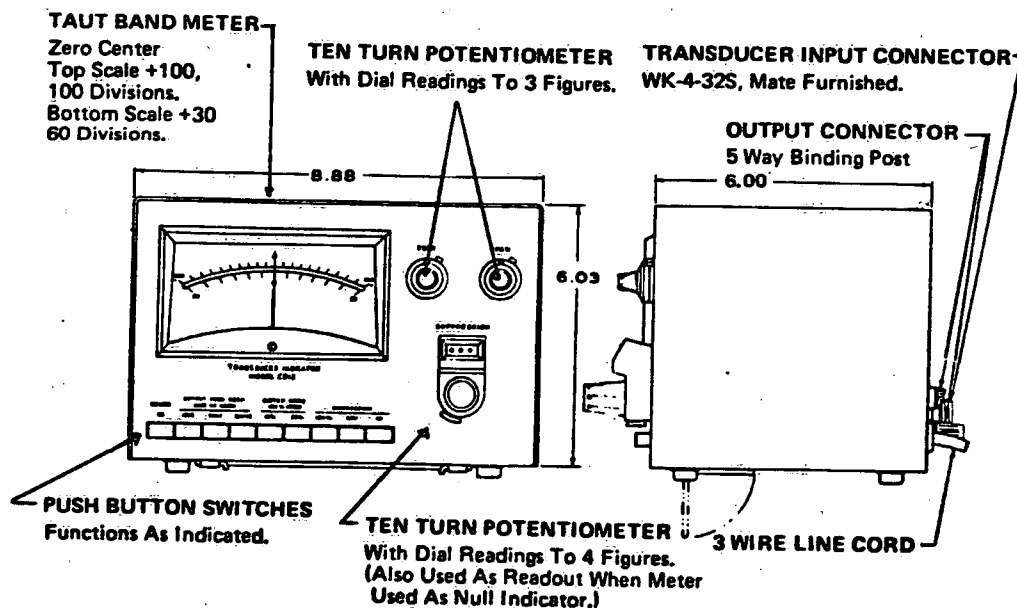 TAUT BAND METER
Zero Center
Top Scale +100,
100 Divisions.
Bottom Scale +30
60 Divisions.
TEN TURN POTENTIOMETER
With Dial Readings To 3 Figures.
TRANSDUCER INPUT CONNECTOR
WK-4-32S, Mate Furnished.
OUTPUT CONNECTOR
5 Way Binding Post
8.88
6.00
6.03
TRANSDUCER INDICATOR
MODEL
PUSH BUTTON SWITCHES
Functions As Indicated.
TEN TURN POTENTIOMETER
With Dial Readings To 4 Figures.
(Also Used As Readout When Meter
Used As Null Indicator.)
3 WIRE LINE CORD